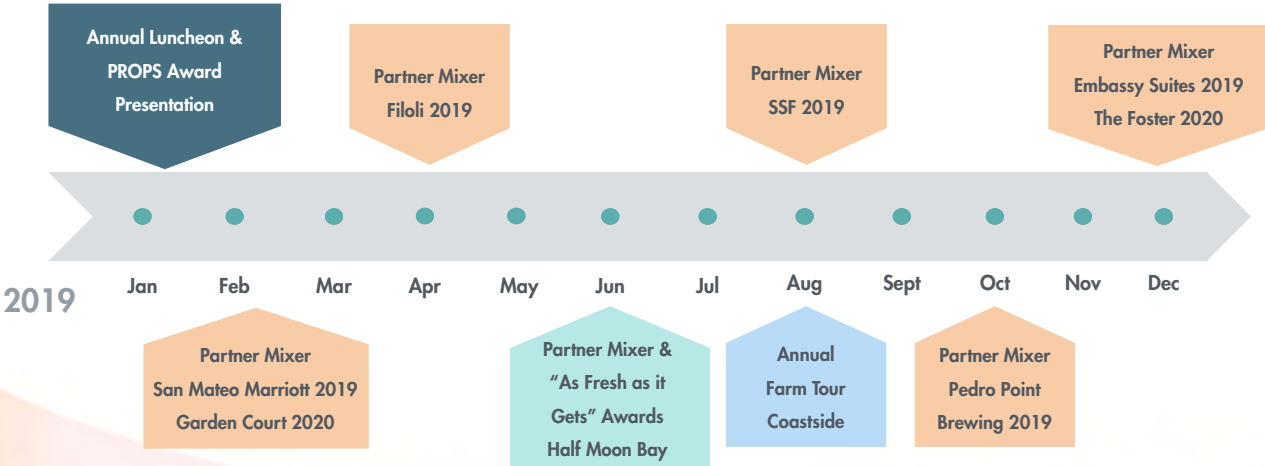 Annual Luncheon &
PROPS Award
Presentation
Partner Mixer
Filoli 2019
Partner Mixer
SSF 2019
Partner Mixer
Embassy Suites 2019
The Foster 2020
2019
Jan
Feb
Mar
Apr
May
Jun
Jul
Aug
Sept
Oct
Nov
Dec
Partner Mixer
San Mateo Marriott 2019
Garden Court 2020
Partner Mixer &
“As Fresh as it
Gets” Awards
Half Moon Bay
Annual
Farm Tour
Coastside
Partner Mixer
Pedro Point
Brewing 2019